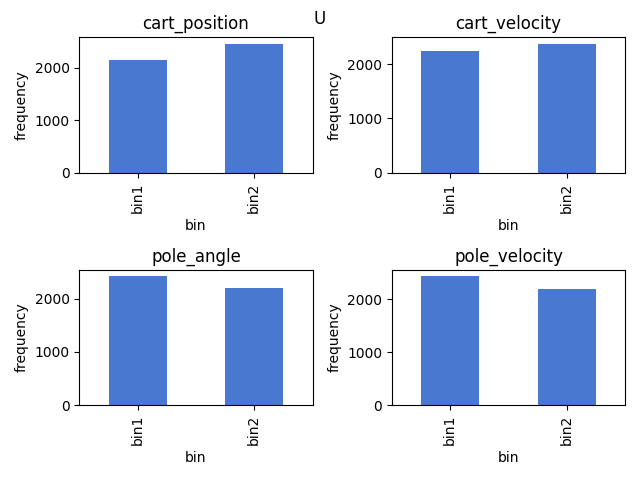 U
cart_position
frequency
2000
1000
0
bin1
bin2
bin
cart_velocity
frequency
2000
1000
0
bin1
bin2
bin
pole_angle
frequency
2000
1000
0
bin1
bin2
bin
pole_velocity
frequency
2000
1000
0
bin1
bin2
bin